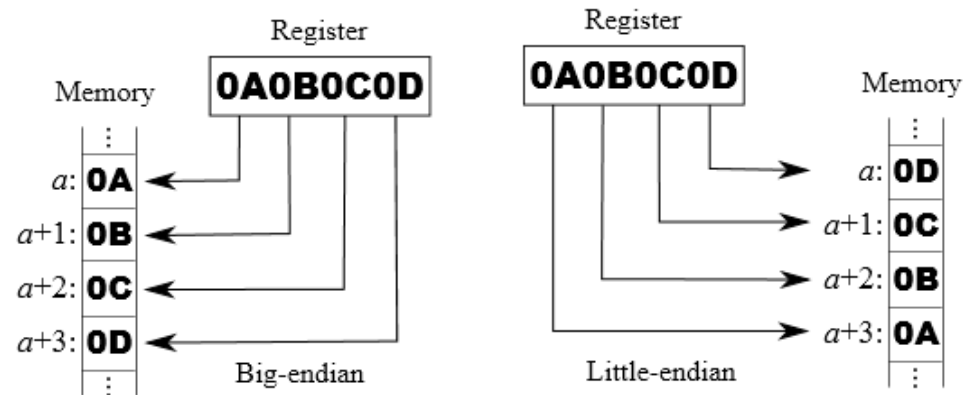 Register
0A0B0C0D
Memory
⋮
a: 0A
a+1: 0B
a+2: 0C
a+3: 0D
⋮
Big-endian
Register
0A0B0C0D
Memory
⋮
a: 0D
a+1: 0C
a+2: 0B
a+3: 0A
⋮
Little-endian